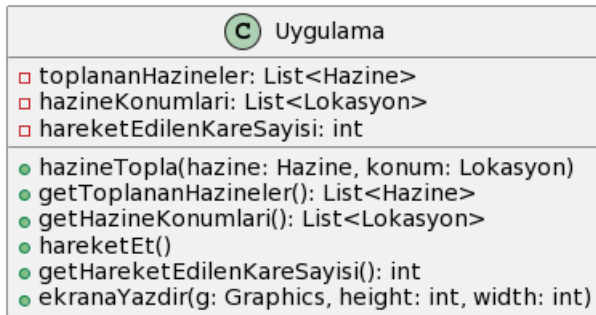 C Uygulama
toplananHazineler: List<Hazine>
hazineKonumlari: List<Lokasyon>
hareketEdilenKareSayisi: int
hazineTopla(hazine: Hazine, konum: Lokasyon)
getToplananHazineler(): List<Hazine>
getHazineKonumlari(): List<Lokasyon>
hareketEt()
getHareketEdilenKareSayisi(): int
ekranaYazdir(g: Graphics, height: int, width: int)